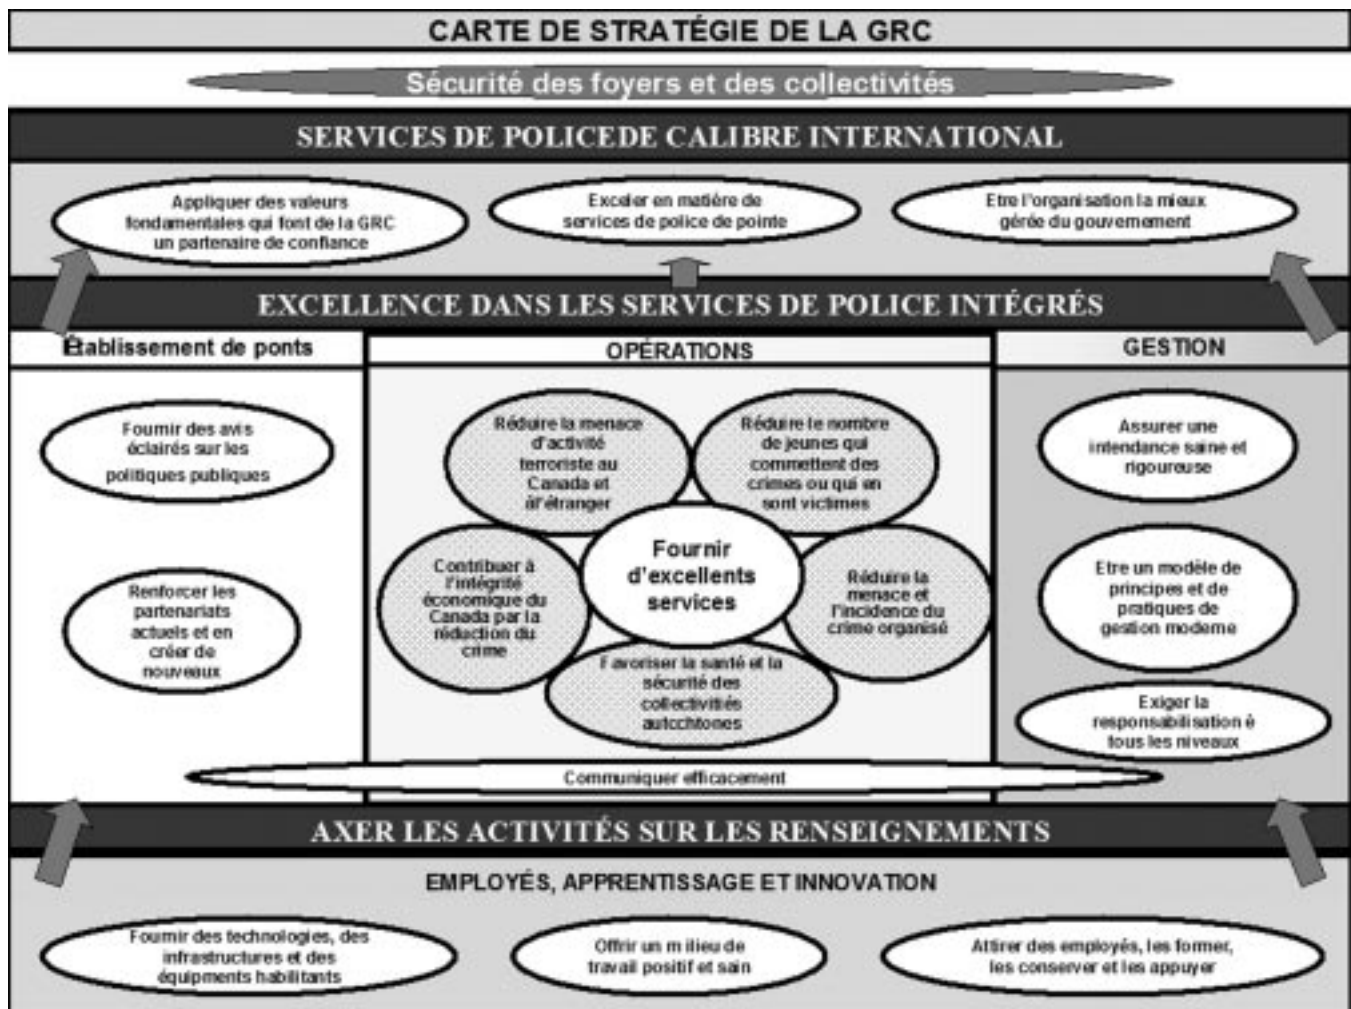 CARTE DE STRATÉGIE DE LA GRC
Sécurité des foyers et des collectivités
SERVICES DE POLICEDE CALIBRE INTERNATIONAL
Appliquer des valeurs
fondamentales qui font de la GRC
un partenaire de confiance
Exceler en matière de
services de police de pointe
Etre l'organisation la mieux
gérée du gouvernement
EXCELLENCE DANS LES SERVICES DE POLICE INTÉGRÉS
Établissement de ponts
Fournir des avis
éclairés sur les
politiques publiques
Renforcer les
partenariats
actuels et en
créer de
nouveaux
OPÉRATIONS
Réduire la menace
d'activité
terroriste au
Canada et
àl'étranger
Réduire le nombre
de jeunes qui
commettent des
crimes ou qui en
sont victimes
Fournir
d'excellents
services
Contribuer à
l'intégrité
économique du
Canada par la
réduction du
crime
Réduire la
menace et
l'incidence du
crime organisé
Favoriser la santé et la
sécurité des
collectivitiés
autcchtones
GESTION
Assurer une
intendance saine et
rigoureuse
Etre un modèle de
principes et de
pratiques de
gestion moderne
Exiger la
responsabilisation è
tous les niveaux
Communiquer efficacement
AXER LES ACTIVITÉS SUR LES RENSEIGNEMENTS
EMPLOYÉS, APPRENTISSAGE ET INNOVATION
Fournir des technologies, des
infrastructures et des
équipments habilitants
Offrir un milieu de
travail positif et sain
Attirer des employés, les former,
les conserver et les appuyer